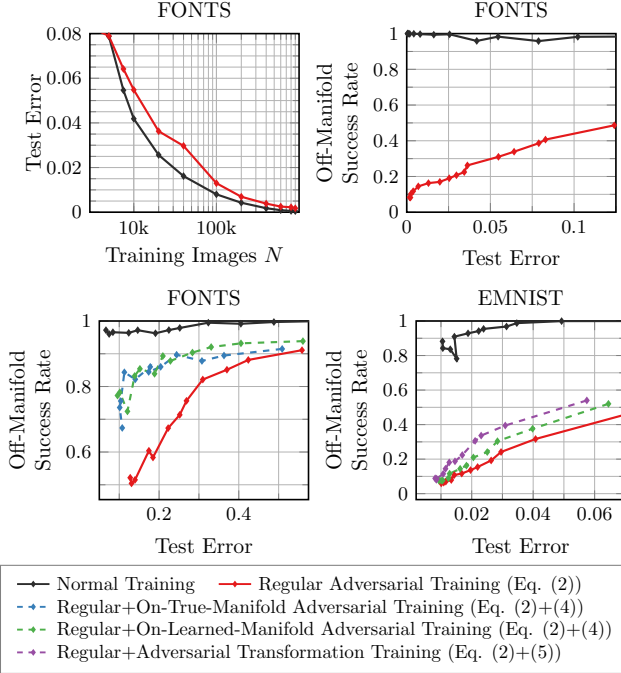 FONTS
Test Error
0.08
0.06
0.04
0.02
0
10k
100k
Training Images N
FONTS
Off-Manifold
Success Rate
1
0.8
0.6
0.4
0.2
0
0
0.05
0.1
Test Error
FONTS
Off-Manifold
Success Rate
1
0.8
0.6
0.2
0.4
Test Error
EMNIST
Off-Manifold
Success Rate
1
0.8
0.6
0.4
0.2
0
0.02
0.04
0.06
Test Error
Normal Training
Regular Adversarial Training (Eq. (2))
Regular+On-True-Manifold Adversarial Training (Eq. (2)+(4))
Regular+On-Learned-Manifold Adversarial Training (Eq. (2)+(4))
Regular+Adversarial Transformation Training (Eq. (2)+(5))